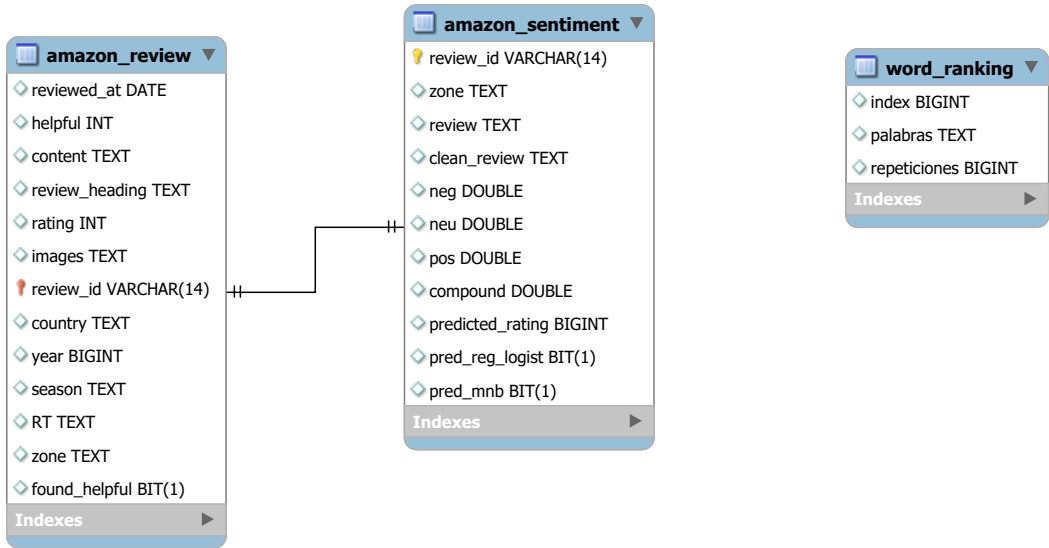 amazon_review
reviewed_at DATE
helpful INT
content TEXT
review_heading TEXT
rating INT
images TEXT
review_id VARCHAR(14)
country TEXT
year BIGINT
season TEXT
RT TEXT
zone TEXT
found_helpful BIT(1)
Indexes
amazon_sentiment
review_id VARCHAR(14)
zone TEXT
review TEXT
clean_review TEXT
neg DOUBLE
neu DOUBLE
pos DOUBLE
compound DOUBLE
predicted_rating BIGINT
pred_reg_logist BIT(1)
pred_mnb BIT(1)
Indexes
word_ranking
index BIGINT
palabras TEXT
repeticiones BIGINT
Indexes